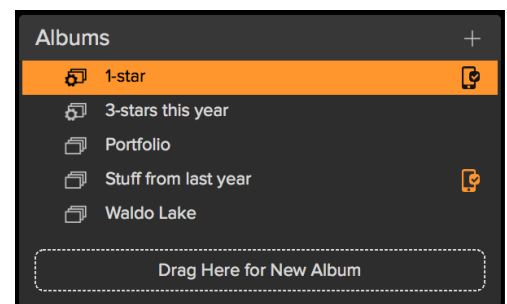 Albums
1-star
3-stars this year
Portfolio
Stuff from last year
Waldo Lake
Drag Here for New Album